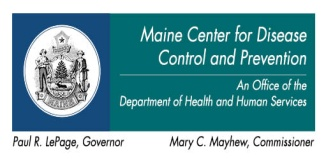 Maine Center for Disease
Control and Prevention
An Office of the
Department of Health and Human Services
Paul R. LePage, Governor
Mary C. Mayhew, Commissioner